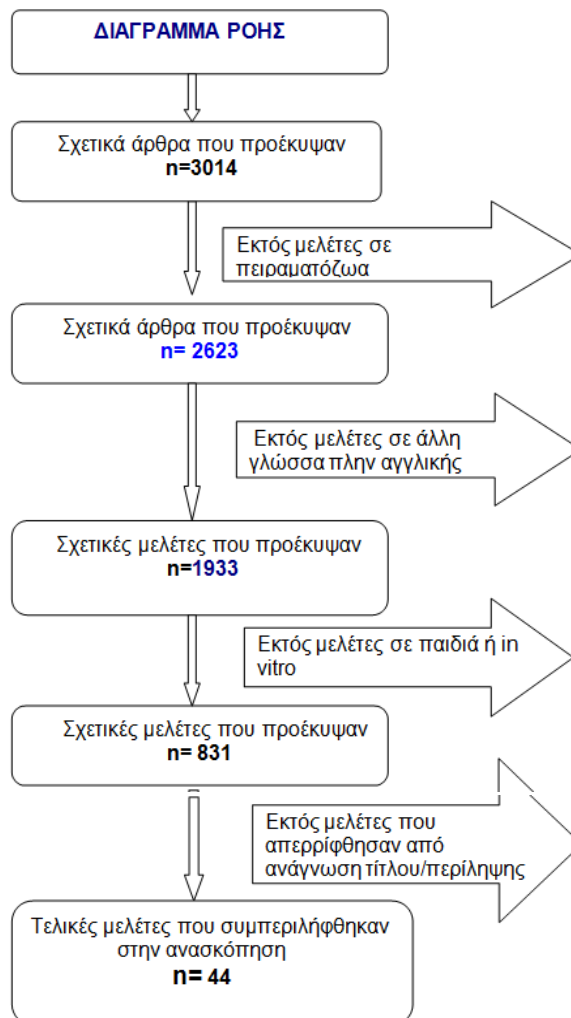 ΔΙΑΓΡΑΜΜΑ ΡΟΗΣ
Σχετικά άρθρα που προέκυψαν
n=3014
Εκτός μελέτες σε
πειραματόζωα
Σχετικά άρθρα που προέκυψαν
n= 2623
Εκτός μελέτες σε άλλη
γλώσσα πλην αγγλικής
Σχετικές μελέτες που προέκυψαν
n=1933
Εκτός μελέτες σε παιδιά ή in
vitro
Σχετικές μελέτες που προέκυψαν
n= 831
Εκτός μελέτες που
απερρίφθησαν από
ανάγνωση τίτλου/περίληψης
Τελικές μελέτες που συμπεριλήφθηκαν
στην ανασκόπηση
n= 44